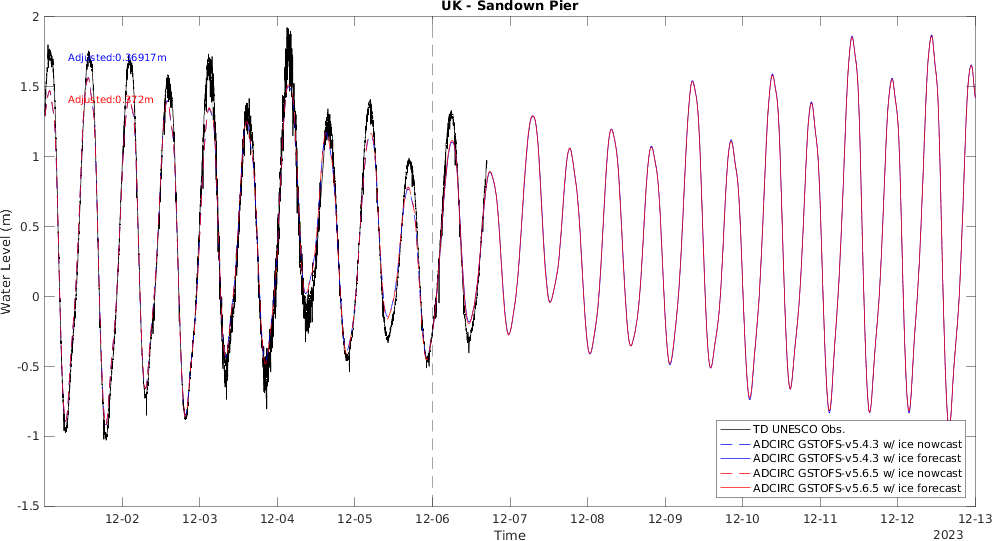 UK - Sandown Pier
Water Level (m)
2
1.5
1
0.5
0
-0.5
-1
-1.5
Adjusted:0.36917m
Adjusted:0.372m
TD UNESCO Obs.
ADCIRC GSTOFS-v5.4.3 w/ ice nowcast
ADCIRC GSTOFS-v5.4.3 w/ ice forecast
ADCIRC GSTOFS-v5.6.5 w/ ice nowcast
ADCIRC GSTOFS-v5.6.5 w/ ice forecast
12-02 12-03 12-04 12-05 12-06 12-07 12-08 12-09 12-10 12-11 12-12 12-13
Time
2023